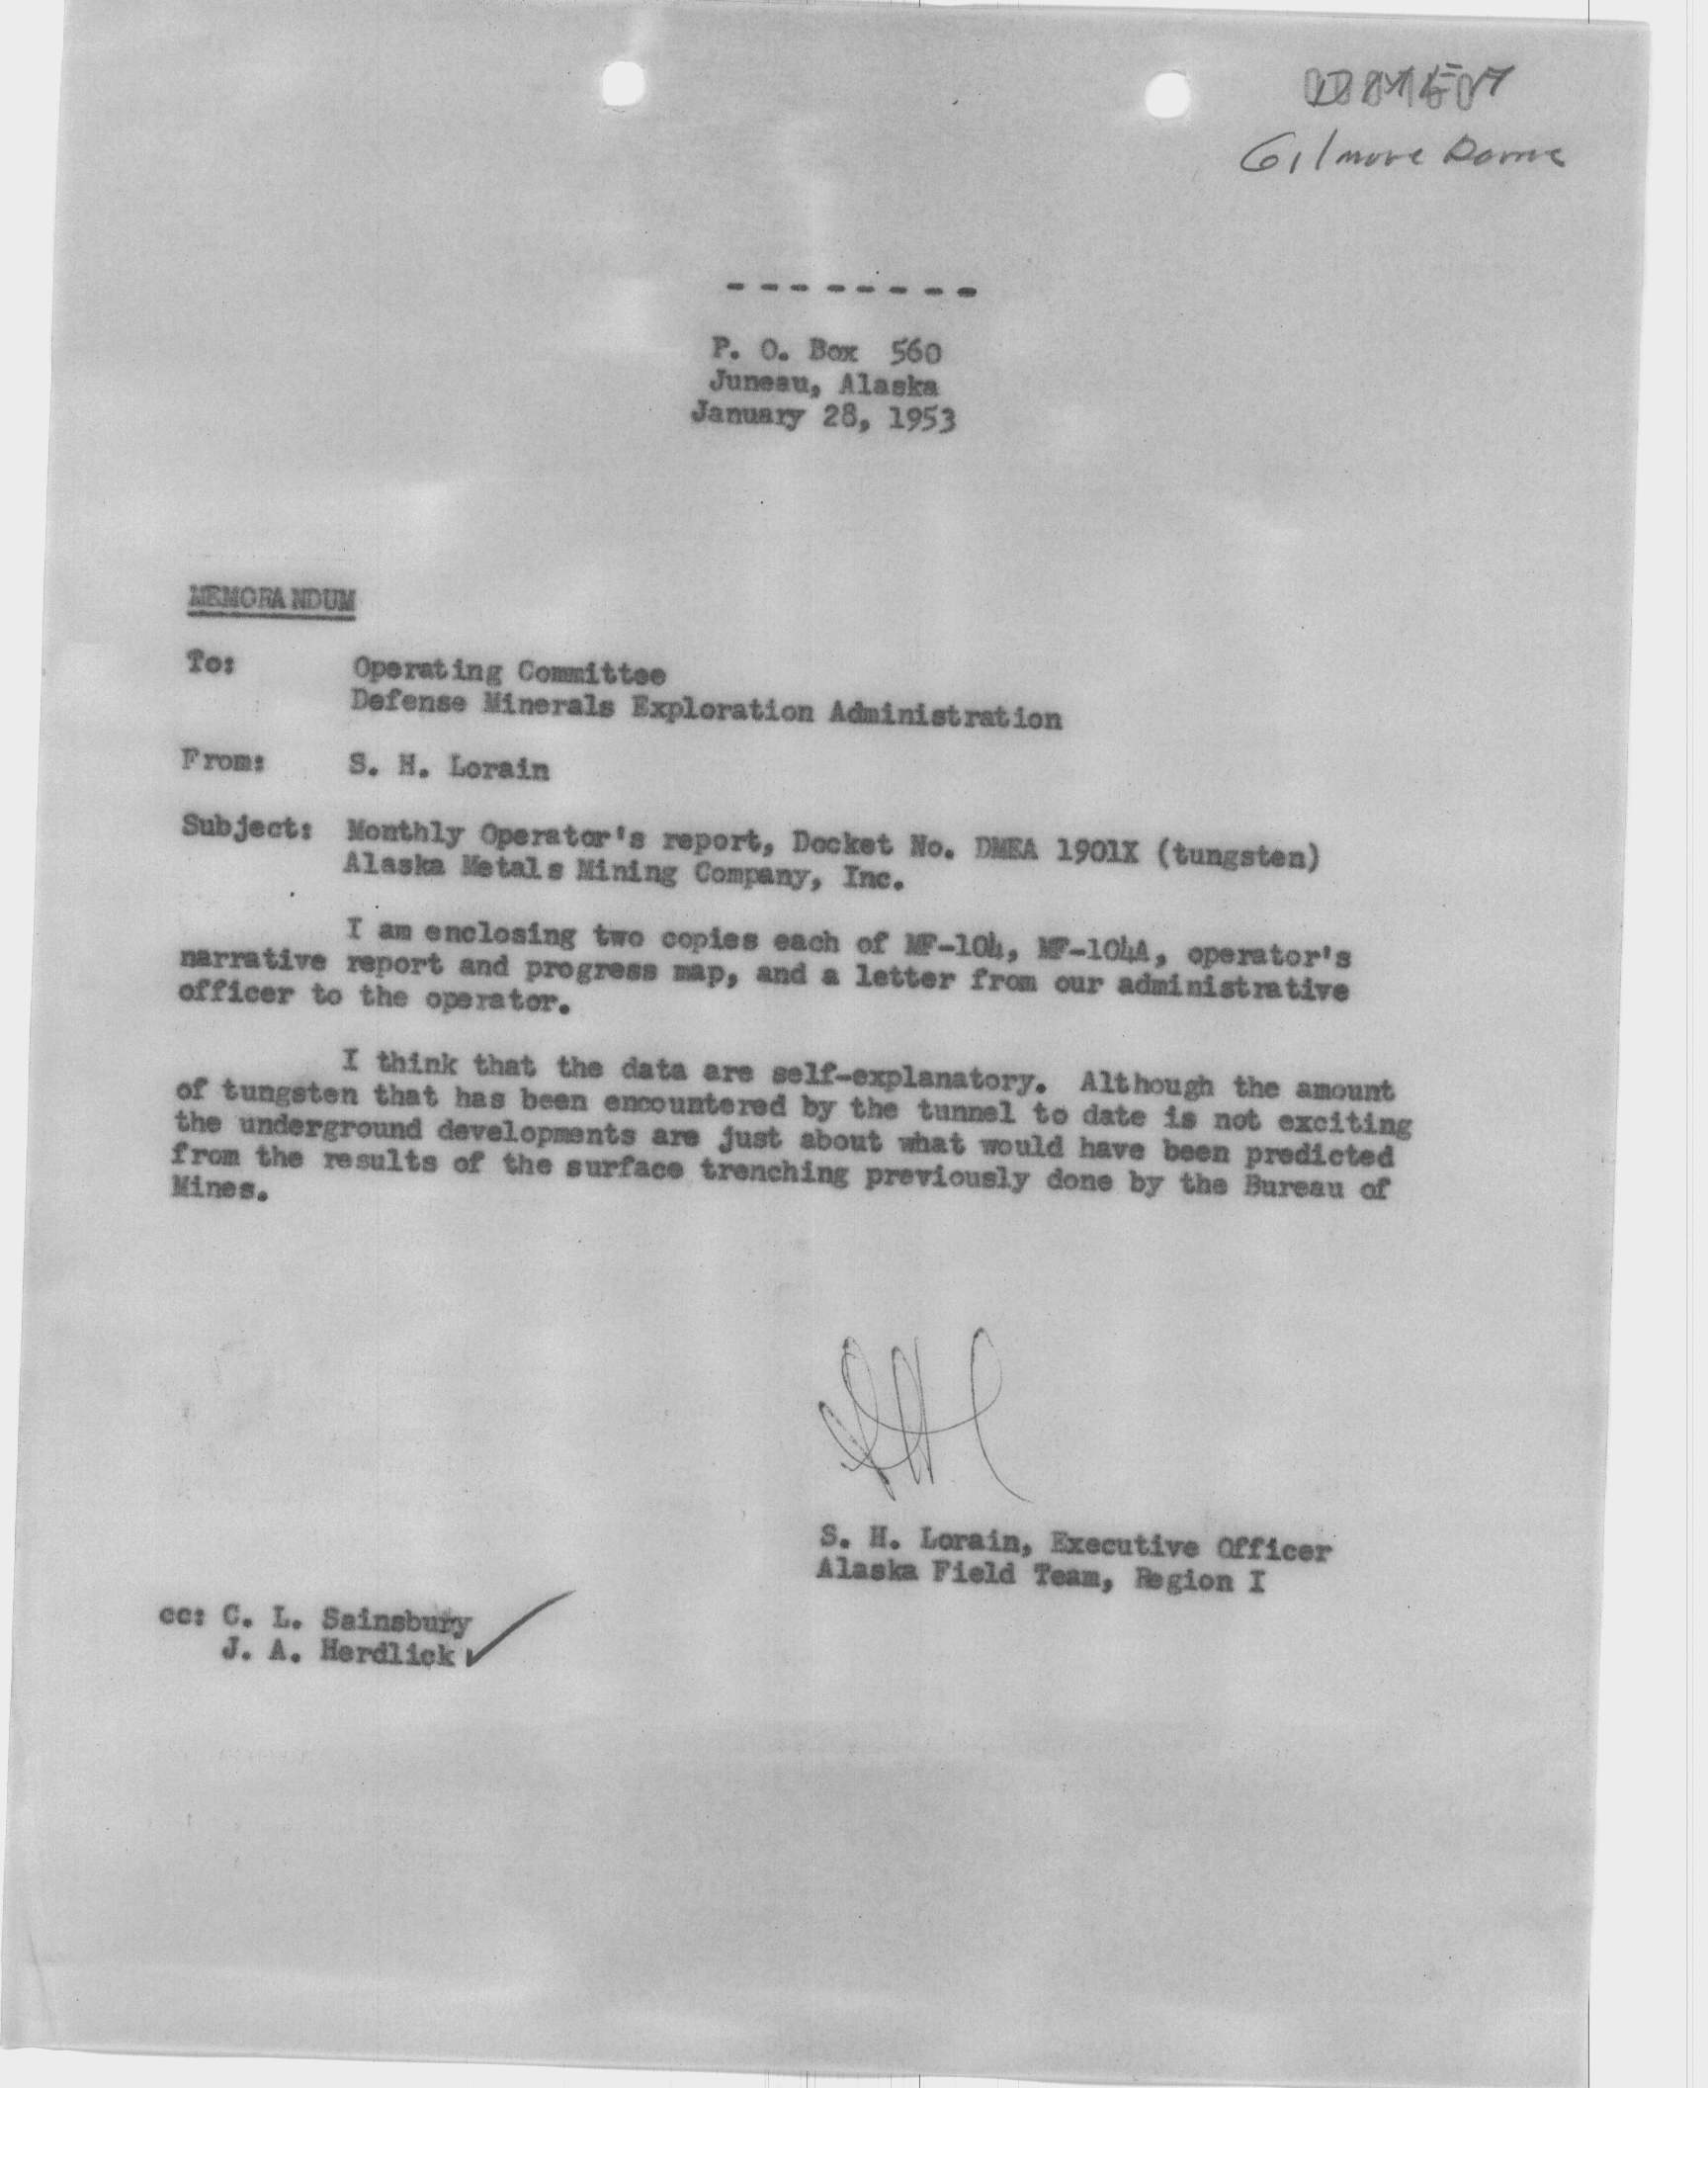 Gilmore Dome
--------
P. O. Box 560
Juneau, Alaska
January 28, 1953
MEMORANDUM
To: Operating Committee
Defense Minerals Exploration Administration
From: S. H. Lorain
Subject: Monthly Operator's report, Docket No. DMEA 1901X (tungsten)
Alaska Metals Mining Company, Inc.
I am enclosing two copies each of MF-104, MF-104A, operator's
narrative report and progress map, and a letter from our administrative
officer to the operator.
I think that the data are self-explanatory. Although the amount
of tungsten that has been encountered by the tunnel to date is not exciting
the underground developments are just about what would have been predicted
from the results of the surface trenching previously done by the Bureau of
Mines.
SHL
S. H. Lorain, Executive Officer
Alaska Field Team, Region I
cc: C. L. Sainsbury
J. A. Herdlick